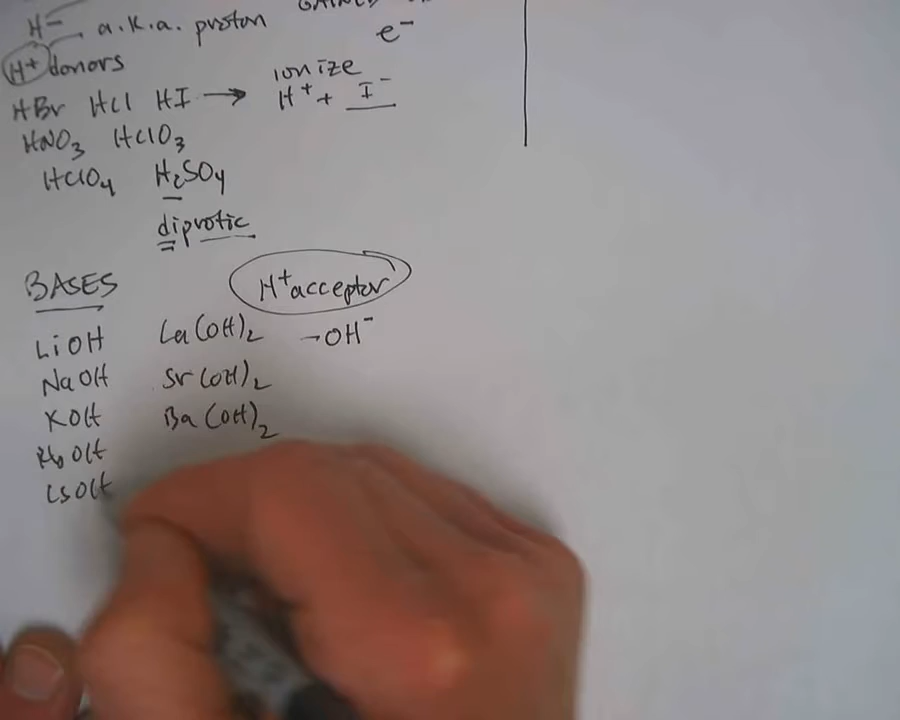 H- a.k.a. proton
e⁻
H⁺ donors
ionize
HBr HCl HI → H⁺ + I⁻
HNO₃ HClO₃
HClO₄ H₂SO₄
diprotic
BASES H⁺ acceptor
LiOH Ca(OH)₂ -OH⁻
NaOH Sr(OH)₂
KOH Ba(OH)₂
RbOH
CsOH